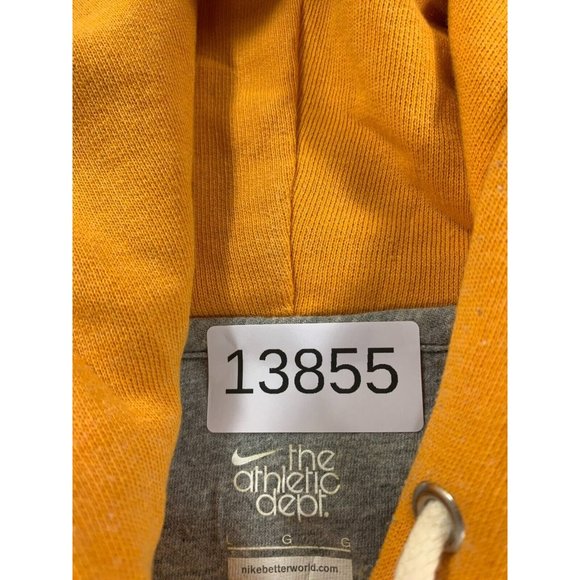 13855
the
athletic
dept.
L G G
nikebetterworld.com